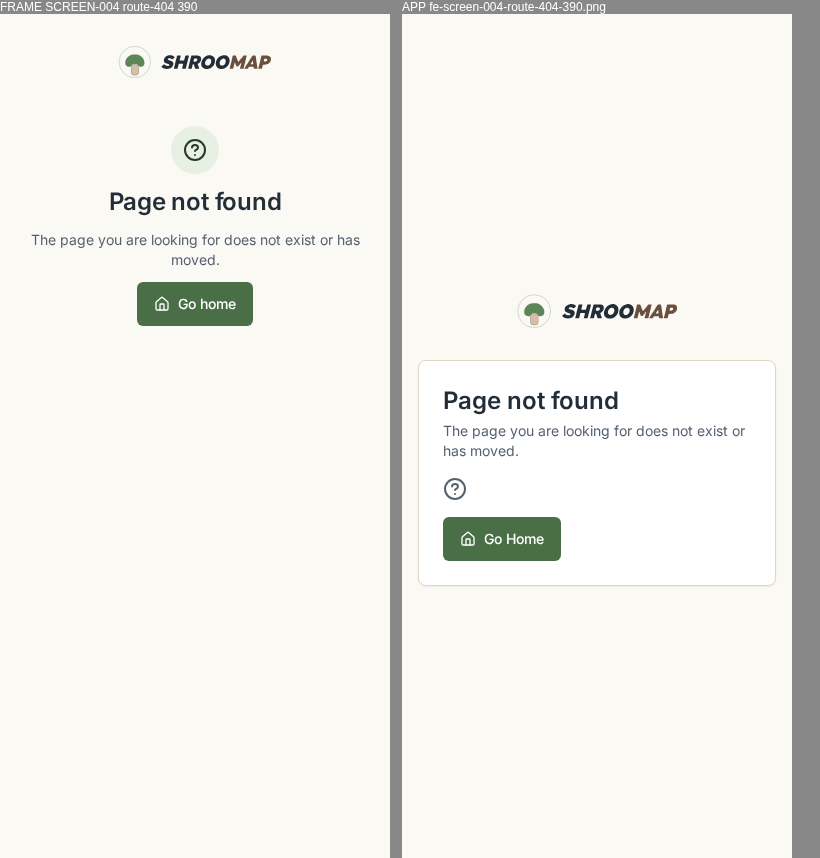 FRAME SCREEN-004 route-404 390
SHROOMAP
Page not found
The page you are looking for does not exist or has
moved.
Go home
APP fe-screen-004-route-404-390.png
SHROOMAP
Page not found
The page you are looking for does not exist or
has moved.
Go Home